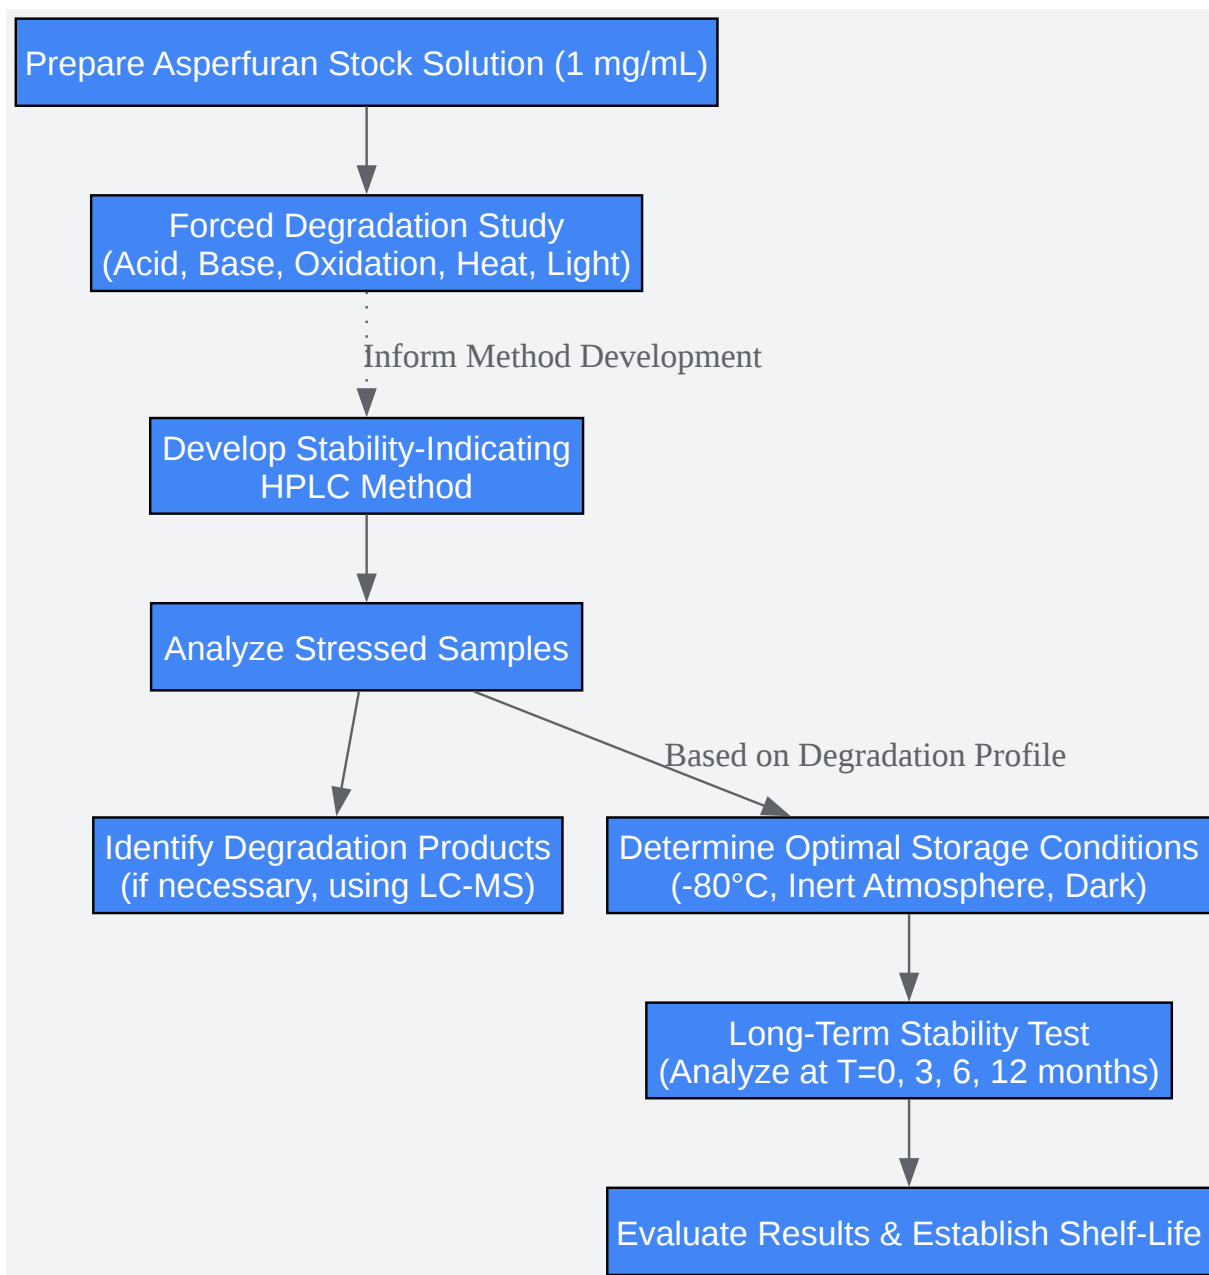 Prepare Asperfuran Stock Solution (1 mg/mL)
Forced Degradation Study
(Acid, Base, Oxidation, Heat, Light)
Inform Method Development
Develop Stability-Indicating
HPLC Method
Analyze Stressed Samples
Based on Degradation Profile
Identify Degradation Products
(if necessary, using LC-MS)
Determine Optimal Storage Conditions
(-80°C, Inert Atmosphere, Dark)
Long-Term Stability Test
(Analyze at T=0, 3, 6, 12 months)
Evaluate Results & Establish Shelf-Life